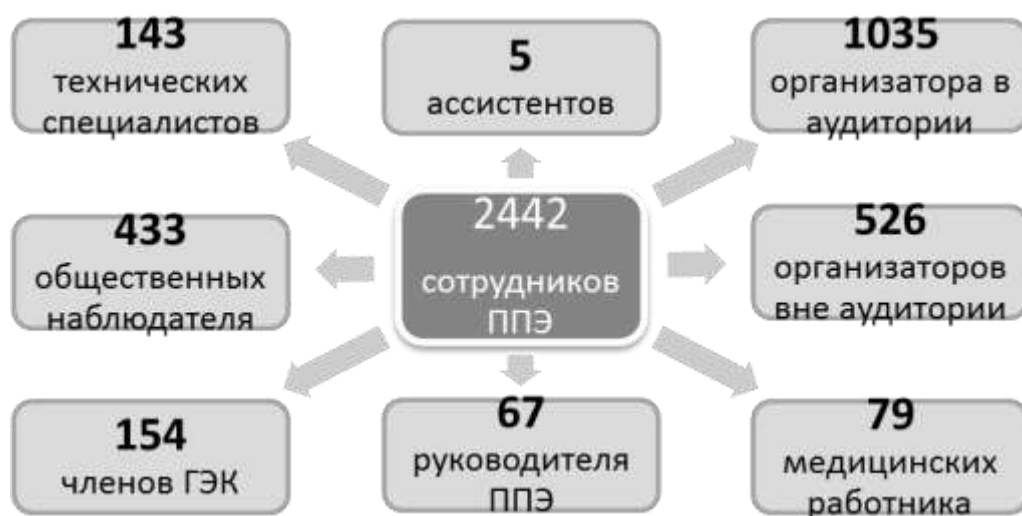 143
технических
специалистов
5
ассистентов
1035
организатора в
аудитории
433
общественных
наблюдателя
2442
сотрудников
ППЭ
526
организаторов
вне аудитории
154
членов ГЭК
67
руководителя
ППЭ
79
медицинских
работника